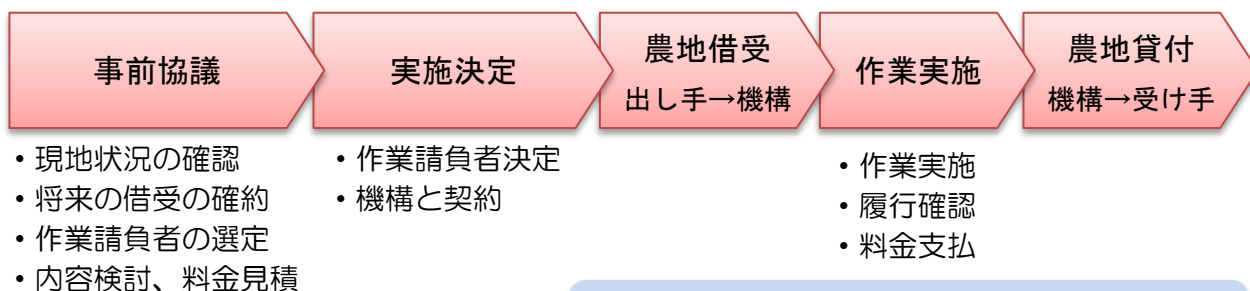 事前協議
実施決定
農地借受
出し手→機構
作業実施
農地貸付
機構→受け手
・現地状況の確認
・将来の借受の確約
・作業請負者の選定
・内容検討、料金見積
・作業請負者決定
・機構と契約
・作業実施
・履行確認
・料金支払